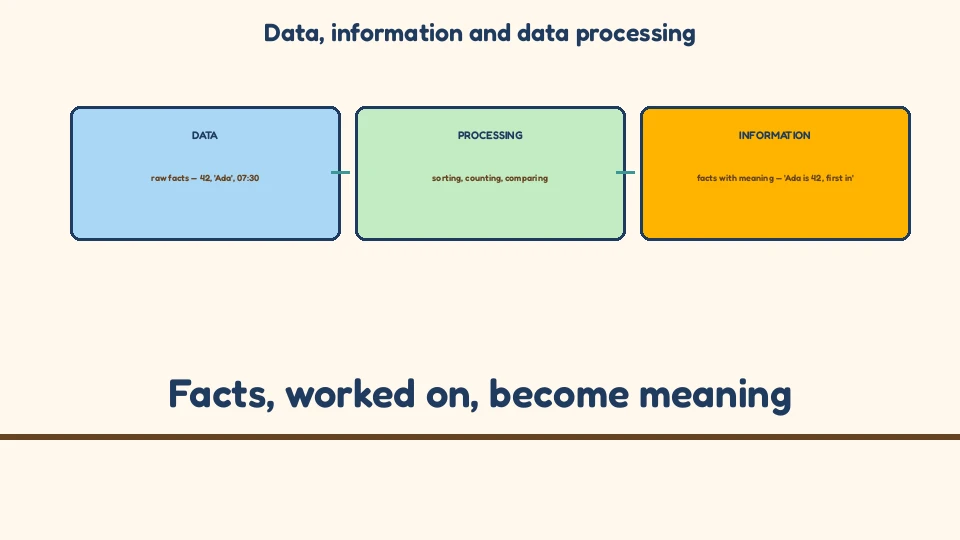 Data, information and data processing
DATA
raw facts — 42, 'Ada', 07:30
PROCESSING
sorting, counting, comparing
INFORMATION
facts with meaning — 'Ada is 42, first in'
Facts, worked on, become meaning